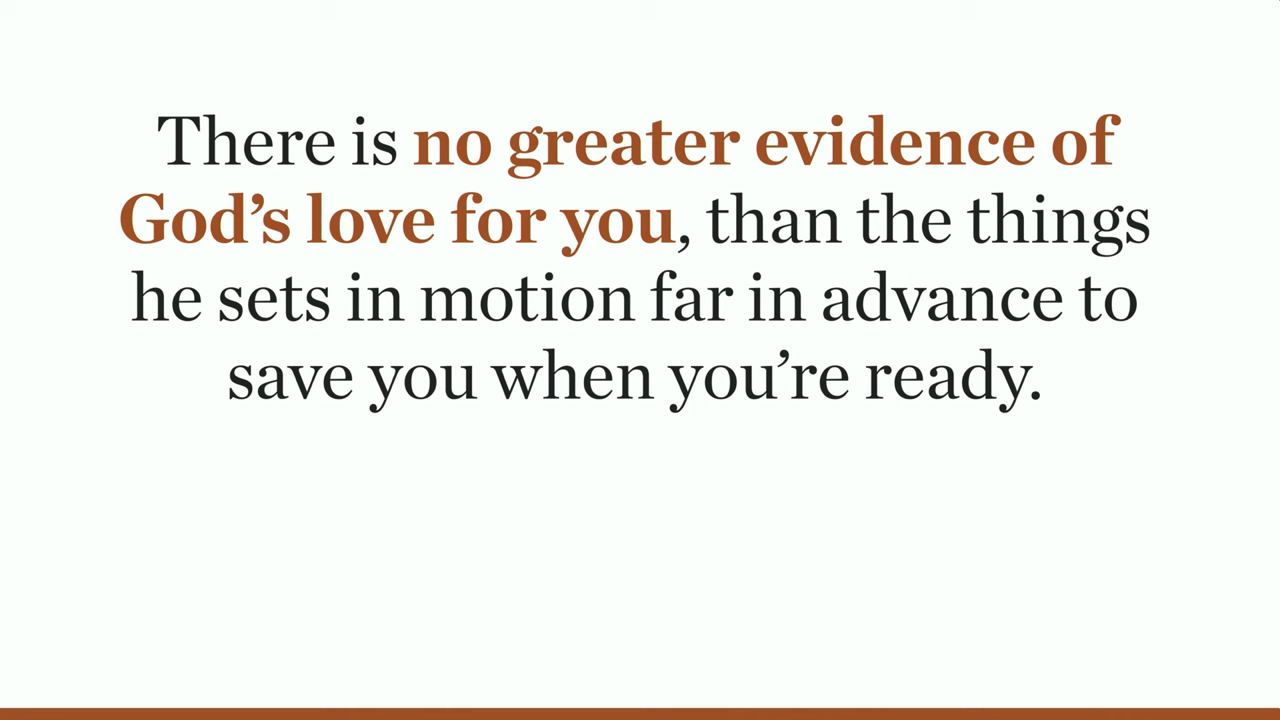 There is no greater evidence of
God’s love for you, than the things
he sets in motion far in advance to
save you when you’re ready.